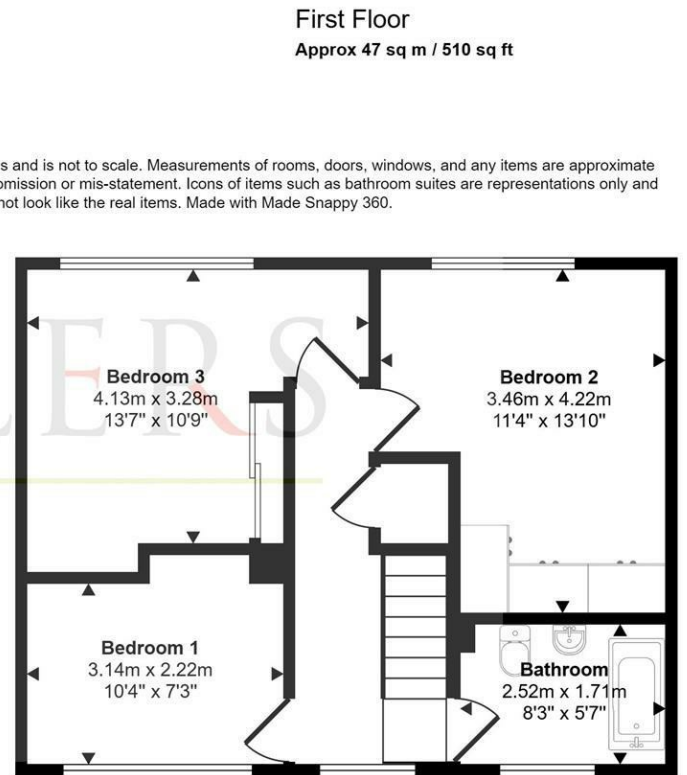 First Floor
Approx 47 sq m / 510 sq ft
s and is not to scale. Measurements of rooms, doors, windows, and any items are approximate
omission or mis-statement. Icons of items such as bathroom suites are representations only and
not look like the real items. Made with Made Snappy 360.
ERS
Bedroom 3
4.13m x 3.28m
13'7" x 10'9"
Bedroom 2
3.46m x 4.22m
11'4" x 13'10"
Bedroom 1
3.14m x 2.22m
10'4" x 7'3"
Bathroom
2.52m x 1.71m
8'3" x 5'7"